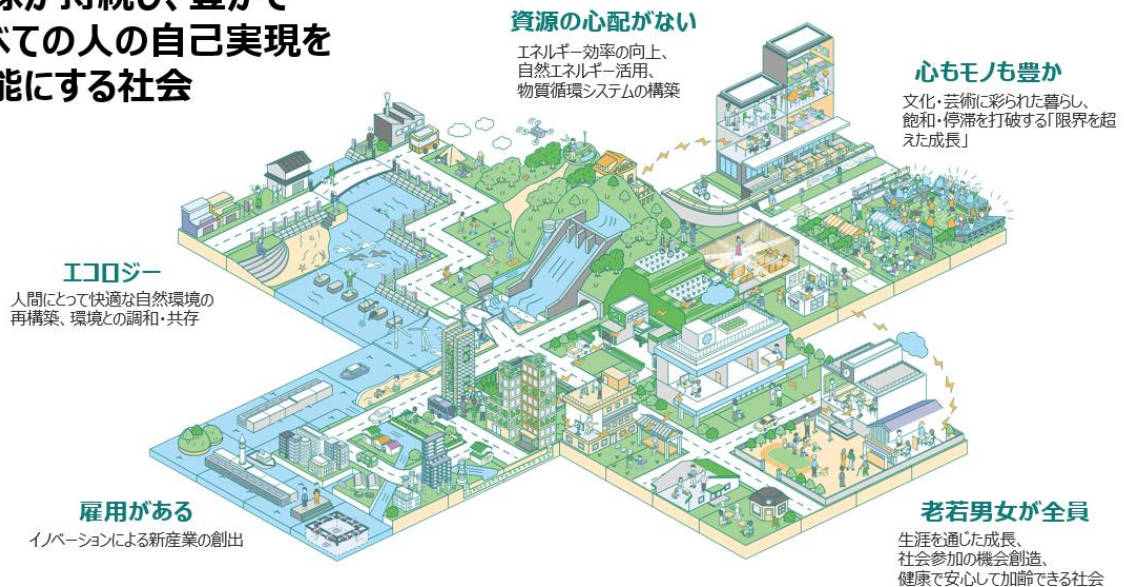 球が持続し、豊かで
べての人の自己実現を
能にする社会
資源の心配がない
エネルギー効率の向上、
自然エネルギー活用、
物質循環システムの構築
心もモノも豊か
文化・芸術に彩られた暮らし、
飽和・停滞を打破する「限界を超
えた成長」
エコロジー
人間にとって快適な自然環境の
再構築、環境との調和・共存
雇用がある
イノベーションによる新産業の創出
老若男女が全員
生涯を通じた成長、
社会参加の機会創造、
健康で安心して加齢できる社会